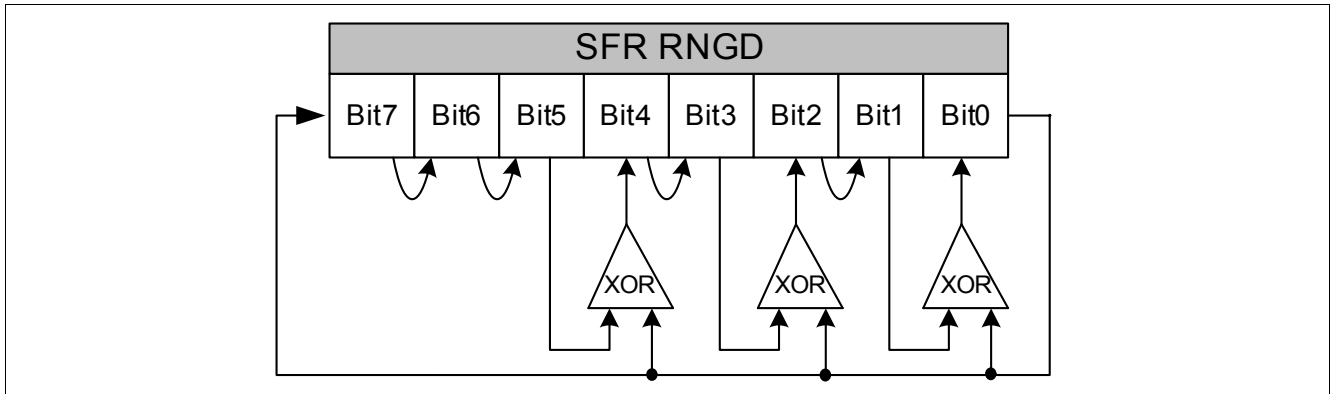 SFR RNGD
Bit7 Bit6 Bit5 Bit4 Bit3 Bit2 Bit1 Bit0
XOR XOR XOR